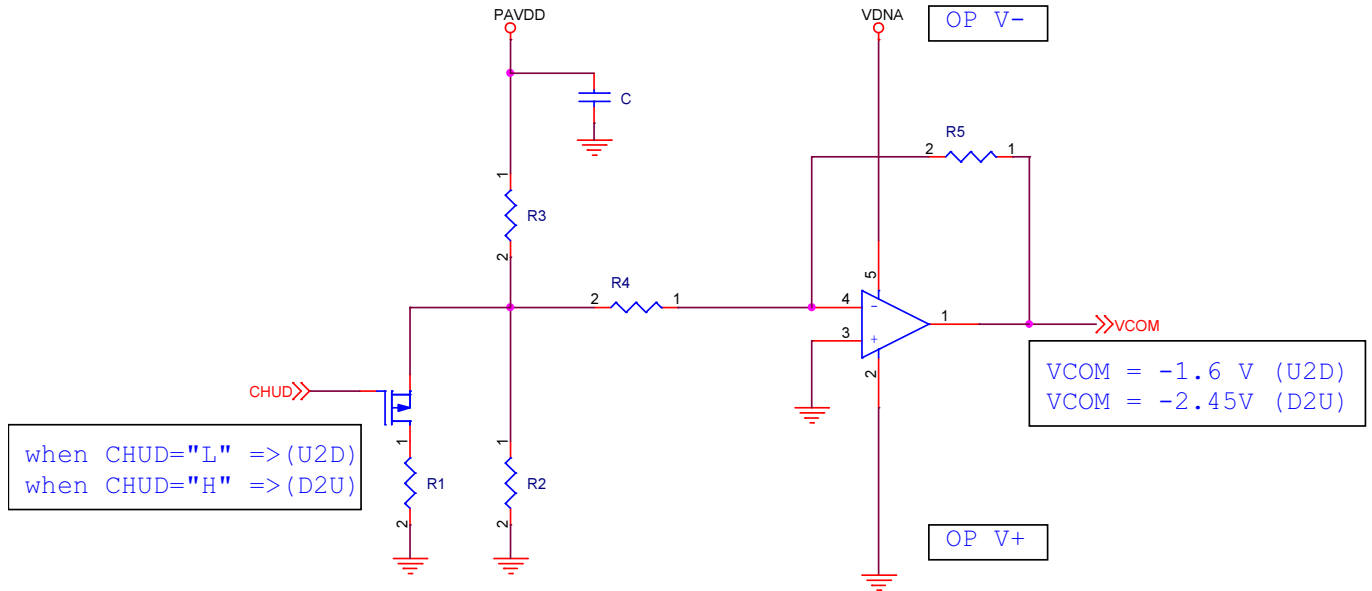 PAVDD
VDNA
OP V-
C
R5
2
1
1
R3
2
5
R4
2
1
4
-
1
VCOM
3
+
2
VCOM = -1.6 V (U2D)
VCOM = -2.45V (D2U)
CHUD
when CHUD="L" =>(U2D)
when CHUD="H" =>(D2U)
1
R1
2
1
R2
2
OP V+